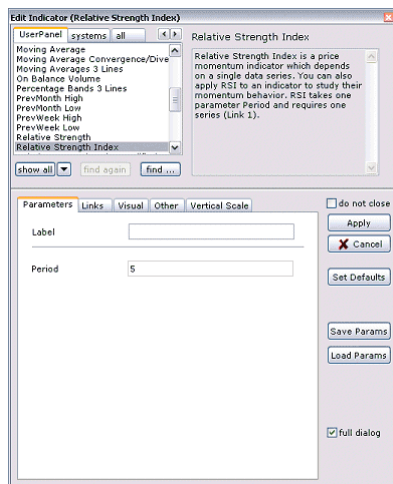 Edit Indicator (Relative Strength Index)
UserPanel systems all
Relative Strength Index
Moving Average
Moving Average Convergence/Dive
Moving Averages 3 Lines
On Balance Volume
Percentage Bands 3 Lines
PrevMonth High
PrevMonth Low
PrevWeek High
PrevWeek Low
Relative Strength
Relative Strength Index
Relative Strength Index is a price
momentum indicator which depends
on a single data series. You can also
apply RSI to an indicator to study their
momentum behavior. RSI takes one
parameter Period and requires one
series (Link 1).
show all find again find ...
Parameters Links Visual Other Vertical Scale
do not close
Label
Apply
Cancel
Period 5
Set Defaults
Save Params
Load Params
full dialog